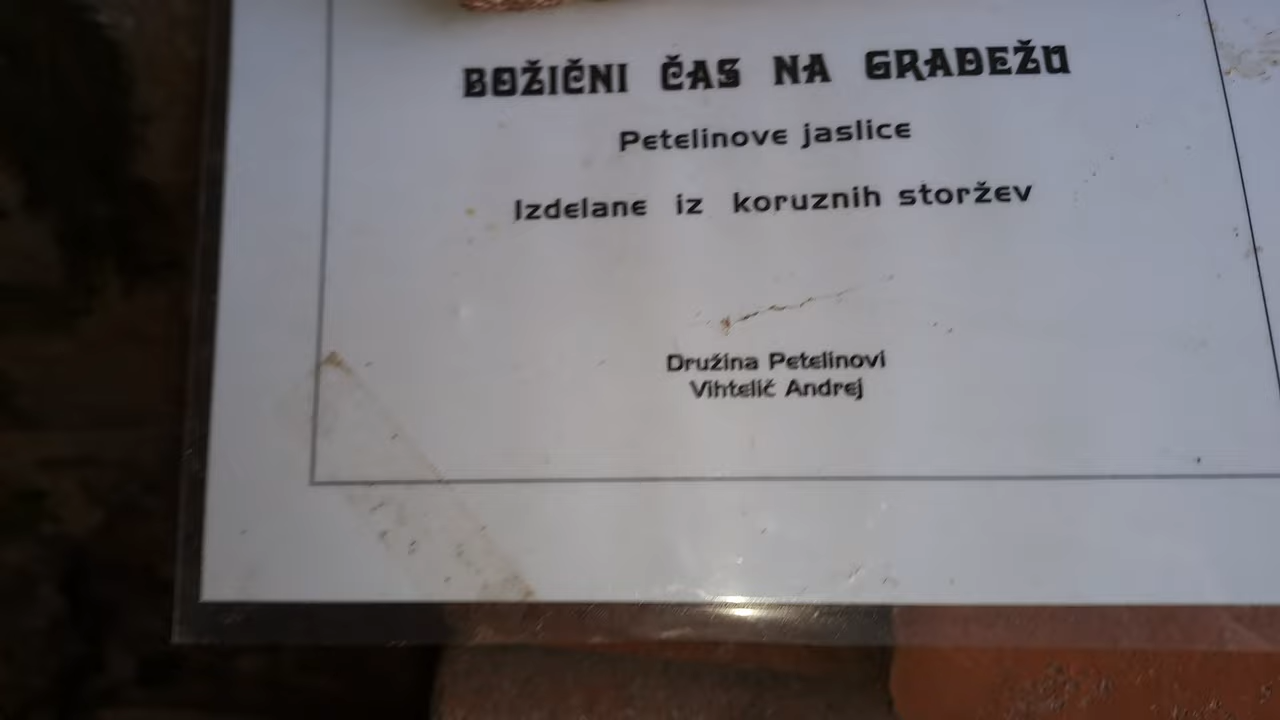 BOŽIČNI ČAS NA GRADEŽU
Petelinove jaslice
Izdelane iz koruznih storžev
Družina Petelinovi
Vihtelič Andrej